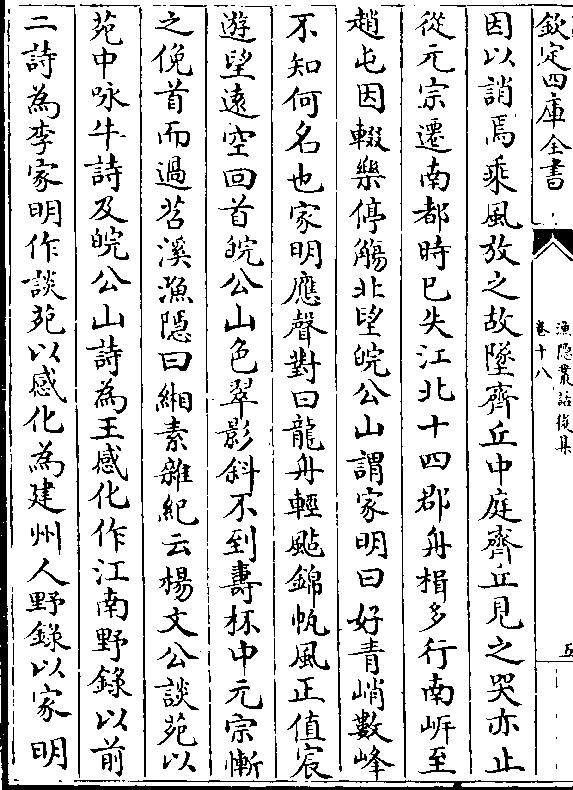 欽定四庫全書
漁隱叢話後集
卷十八
五
因以誚焉乘風放之故墜齊丘中庭齊丘見之哭亦止
從元宗遷南都時已失江北十四郡舟楫多行南岍至
趙屯因輟樂停觴北望皖公山謂家明曰好青峭數峰
不知何名也家明應聲對曰龍舟輕颭錦帆風正值宸
遊望遠空回首皖公山色翠影斜不到壽杯中元宗慚
之俛首而過苕溪漁隱曰緗素雜紀云楊文公談苑以
苑中咏牛詩及皖公山詩為王感化作江南野錄以前
二詩為李家明作談苑以感化為建州人野錄以家明